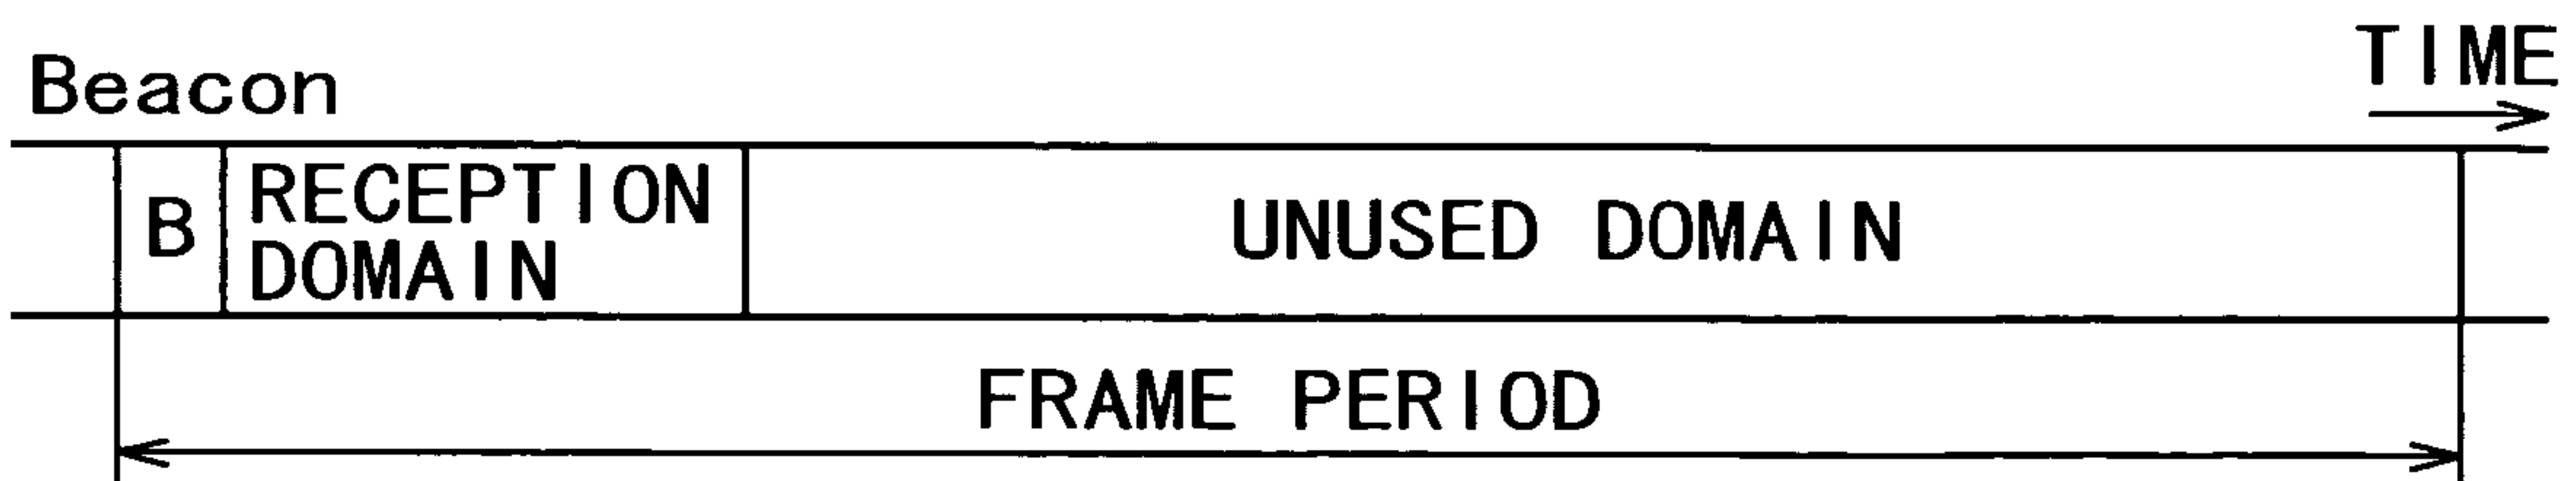 Beacon
TIME
B
RECEPTION
DOMAIN
UNUSED DOMAIN
FRAME PERIOD